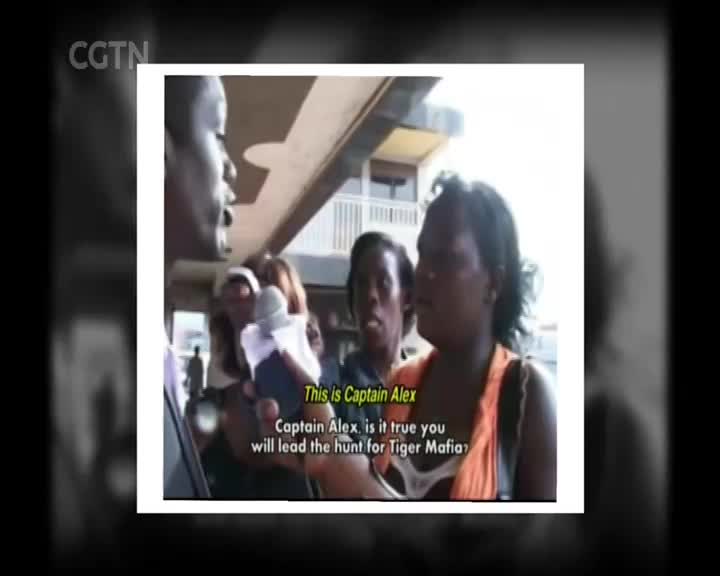 CGTN
This is Captain Alex
Captain Alex, is it true you
will lead the hunt for Tiger Mafia?